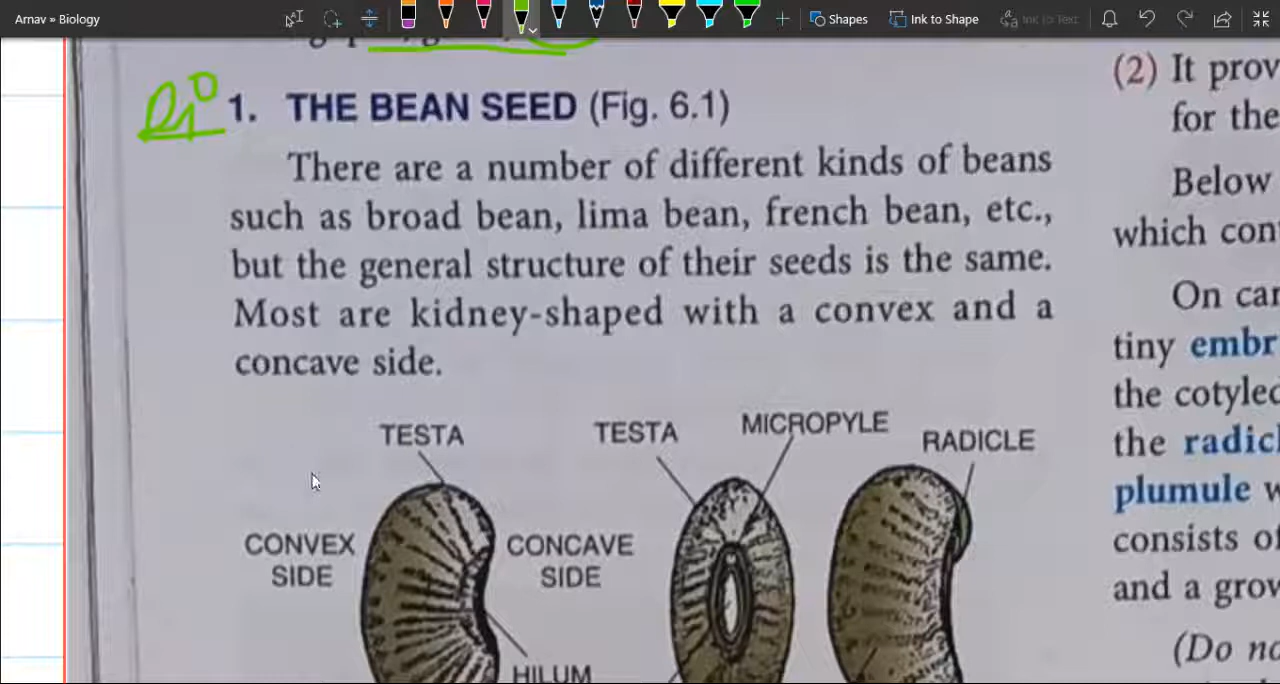 Arnav » Biology
Shapes
Ink to Shape
Ink to Text
1. THE BEAN SEED (Fig. 6.1)
There are a number of different kinds of beans
such as broad bean, lima bean, french bean, etc.,
but the general structure of their seeds is the same.
Most are kidney-shaped with a convex and a
concave side.
TESTA
TESTA
MICROPYLE
RADICLE
CONVEX
SIDE
CONCAVE
SIDE
HILUM
(2) It prov
for the
Below
which con
On car
tiny embr
the cotyled
the radicl
plumule w
consists of
and a grow
(Do no